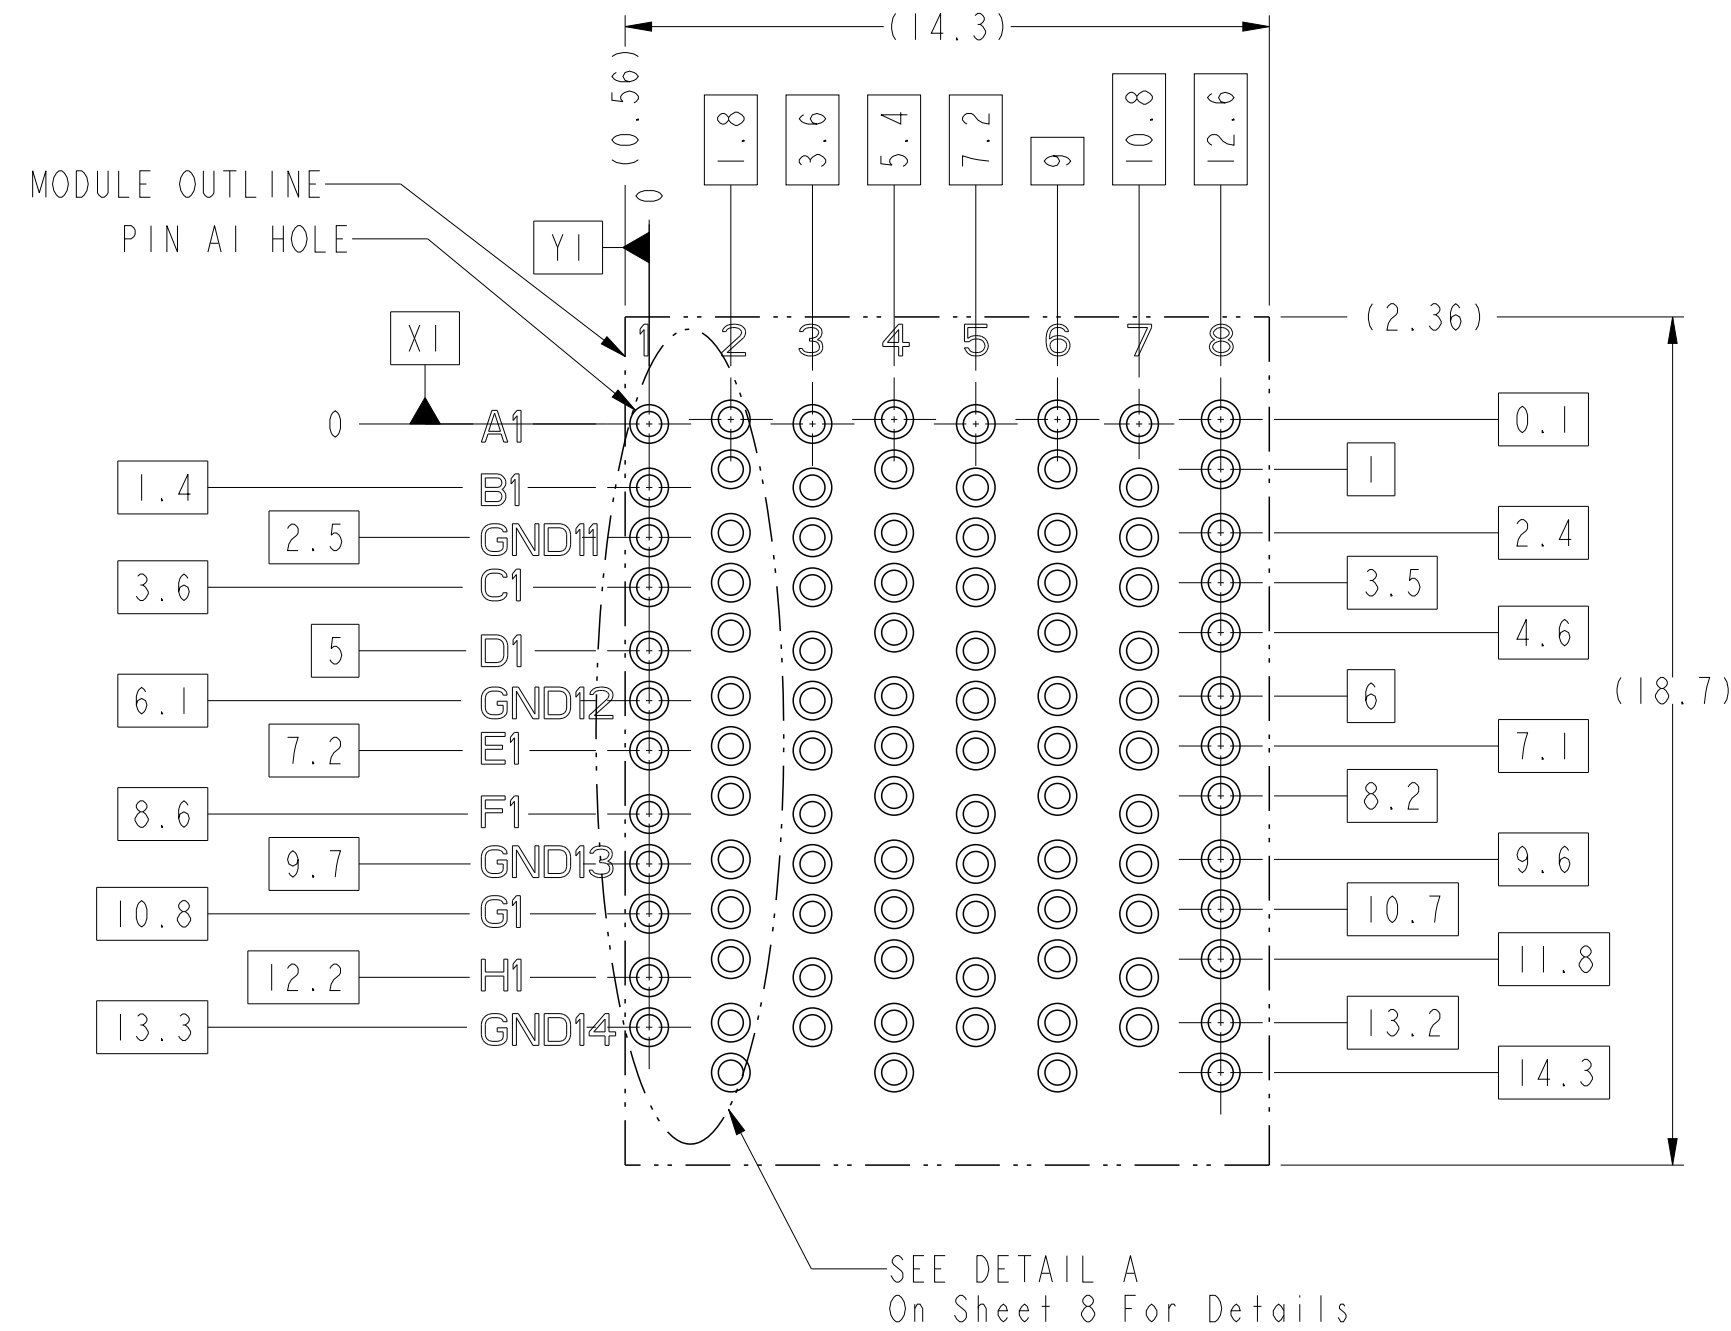 (14.3)
(0.56)
0
1.8
3.6
5.4
7.2
9
10.8
12.6
MODULE OUTLINE
PIN A1 HOLE
Y1
X1
(2.36)
1 2 3 4 5 6 7 8
0 A1 0.1
1
1.4 B1
2.5 GND11 2.4
3.6 C1 3.5
4.6
5 D1
6.1 GND12 6
(18.7)
7.2 E1 7.1
8.2
8.6 F1
9.7 GND13 9.6
10.8 G1 10.7
11.8
12.2 H1
13.3 GND14 13.2
14.3
SEE DETAIL A
On Sheet 8 For Details